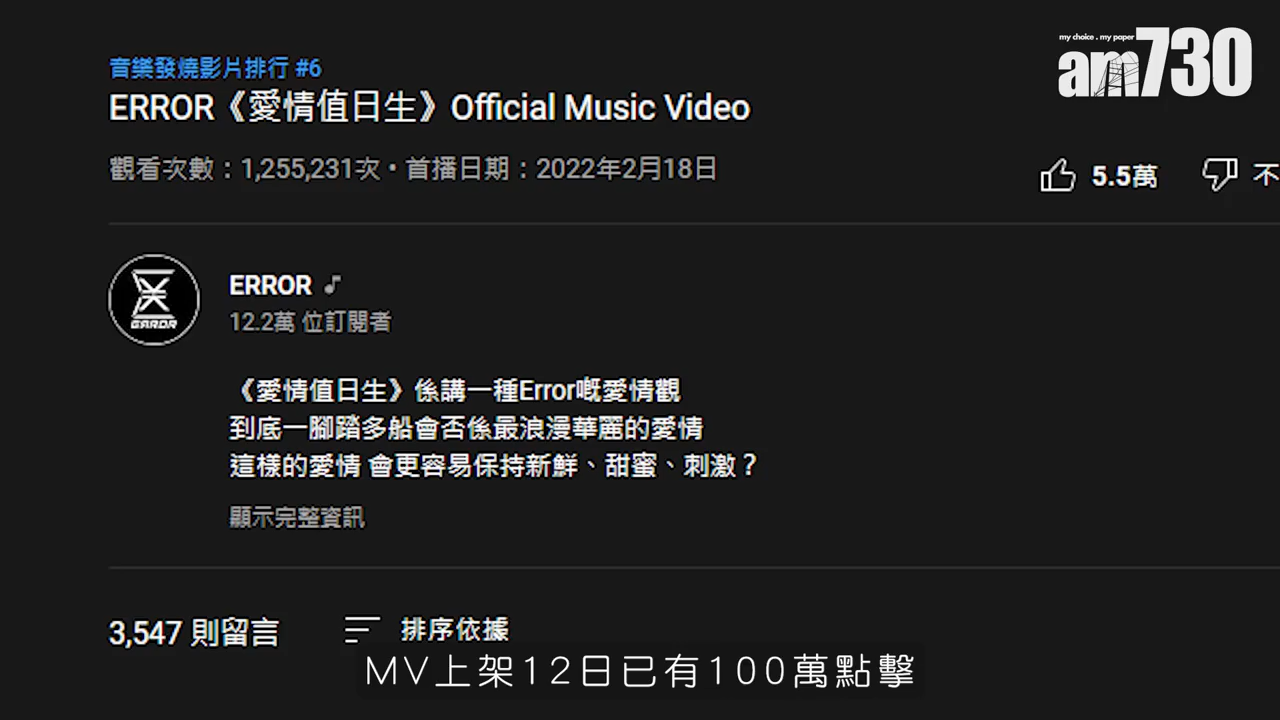 my choice . my paper
am730
音樂發燒影片排行 #6
ERROR《愛情值日生》Official Music Video
觀看次數：1,255,231次・首播日期：2022年2月18日
5.5萬
不
ERROR
ERROR
12.2萬 位訂閱者
《愛情值日生》係講一種Error嘅愛情觀
到底一腳踏多船會否係最浪漫華麗的愛情
這樣的愛情 會更容易保持新鮮、甜蜜、刺激？
顯示完整資訊
3,547 則留言
排序依據
MV上架12日已有100萬點擊